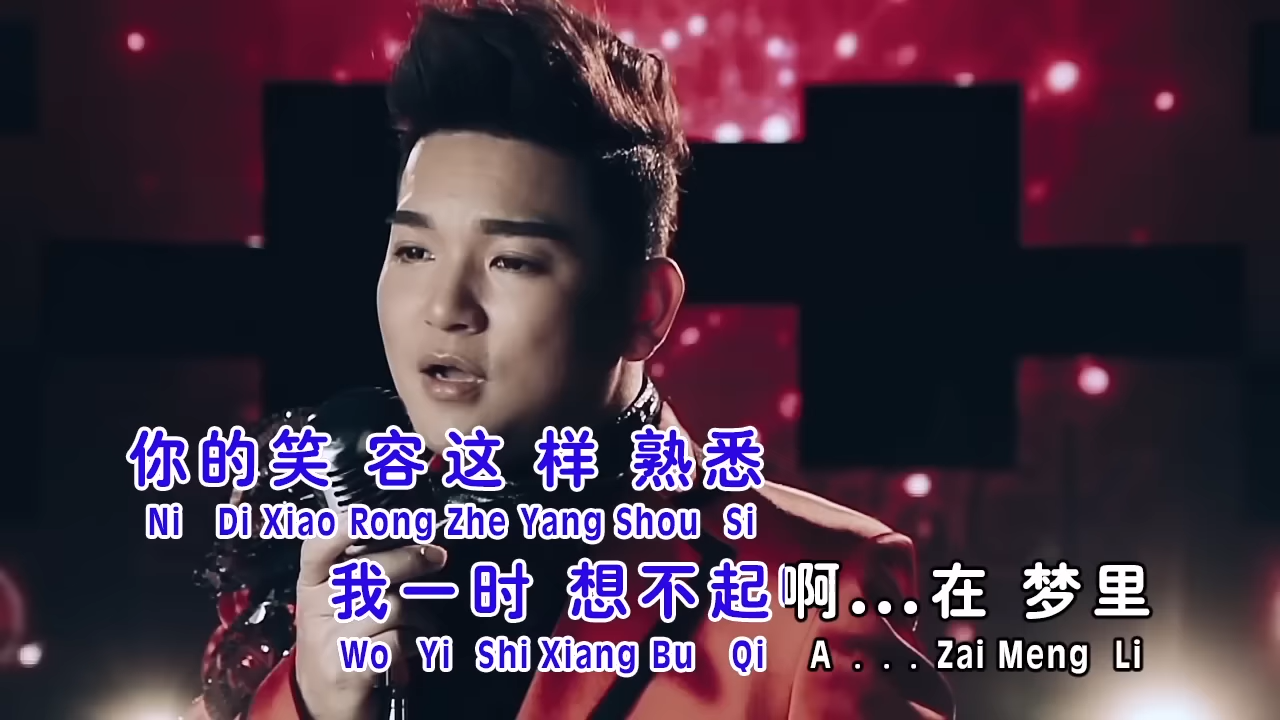 你的笑 容这 样 熟悉
Ni Di Xiao Rong Zhe Yang Shou Si
我一时 想不起啊...在 梦里
Wo Yi Shi Xiang Bu Qi A . . . Zai Meng Li